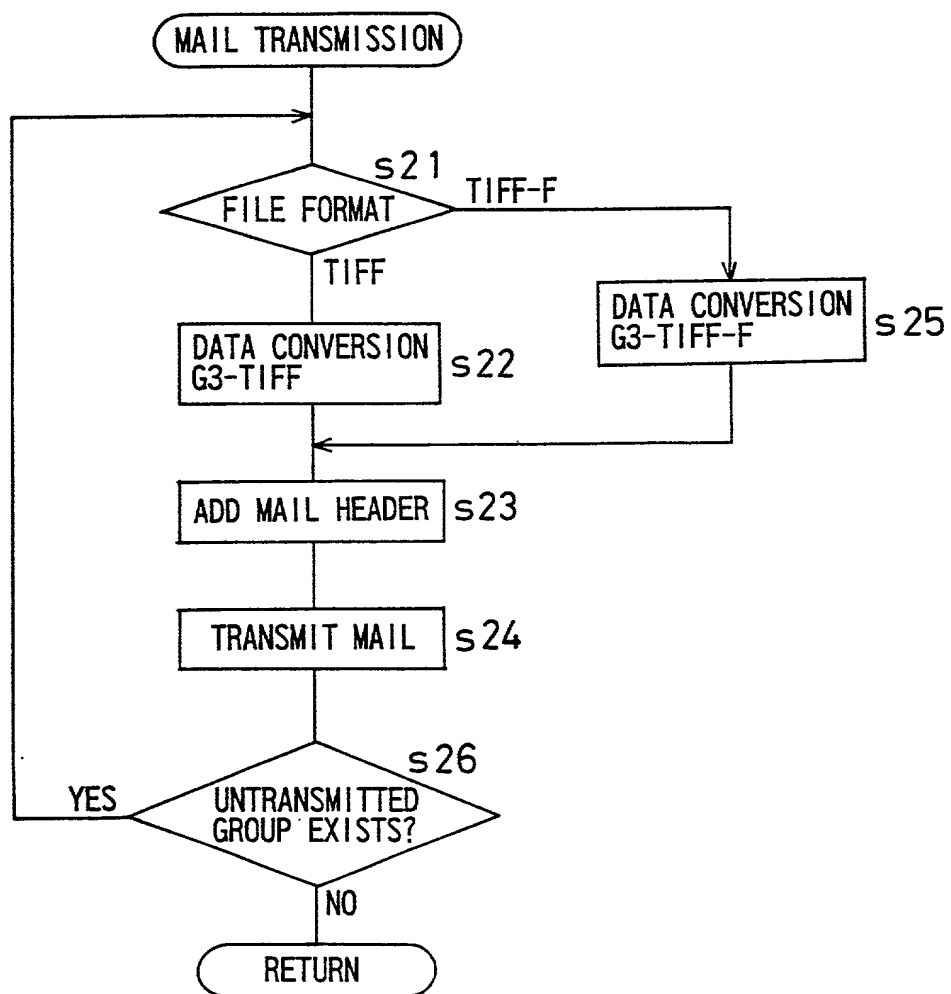 MAIL TRANSMISSION
s21
FILE FORMAT
TIFF-F
TIFF
DATA CONVERSION
G3-TIFF-F
s25
DATA CONVERSION
G3-TIFF
s22
ADD MAIL HEADER
s23
TRANSMIT MAIL
s24
s26
YES
UNTRANSMITTED
GROUP EXISTS?
NO
RETURN